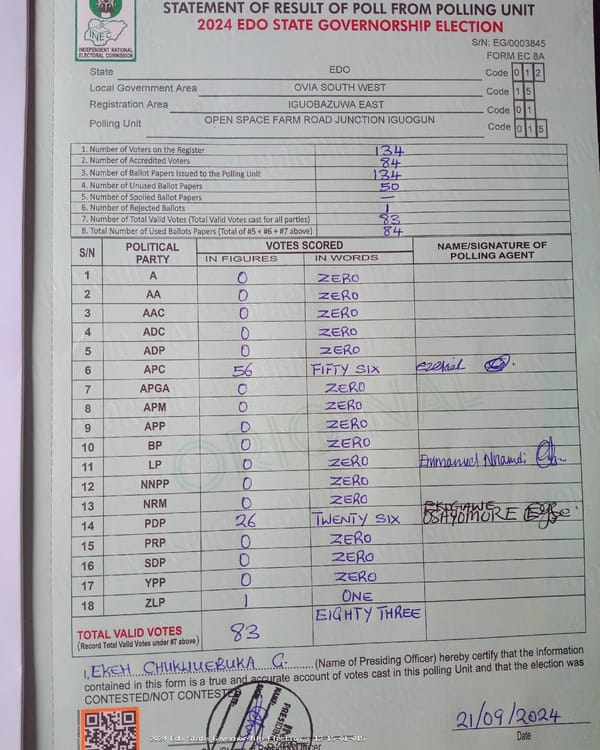 INEC
INDEPENDENT NATIONAL ELECTORAL COMMISSION
STATEMENT OF RESULT OF POLL FROM POLLING UNIT
2024 EDO STATE GOVERNORSHIP ELECTION
S/N: EG/0003845
FORM EC 8A
State EDO Code 0 1 2
Local Government Area OVIA SOUTH WEST Code 1 5
Registration Area IGUOBAZUWA EAST Code 0 1
Polling Unit OPEN SPACE FARM ROAD JUNCTION IGUOGUN Code 0 1 5
1. Number of Voters on the Register 134
2. Number of Accredited Voters 84
3. Number of Ballot Papers Issued to the Polling Unit 134
4. Number of Unused Ballot Papers 50
5. Number of Spoiled Ballot Papers —
6. Number of Rejected Ballots 1
7. Number of Total Valid Votes (Total Valid Votes cast for all parties) 83
8. Total Number of Used Ballots Papers (Total of #5 + #6 + #7 above) 84
S/N POLITICAL PARTY VOTES SCORED NAME/SIGNATURE OF POLLING AGENT
IN FIGURES IN WORDS
1 A 0 ZERO
2 AA 0 ZERO
3 AAC 0 ZERO
4 ADC 0 ZERO
5 ADP 0 ZERO
6 APC 56 FIFTY SIX ezekiel
7 APGA 0 ZERO
8 APM 0 ZERO
9 APP 0 ZERO
10 BP 0 ZERO
11 LP 0 ZERO Emmanuel Nnamdi
12 NNPP 0 ZERO
13 NRM 0 ZERO
14 PDP 26 TWENTY SIX OSAYOMORE
15 PRP 0 ZERO
16 SDP 0 ZERO
17 YPP 0 ZERO
18 ZLP 1 ONE
TOTAL VALID VOTES 83 EIGHTY THREE
(Record Total Valid Votes under #7 above)
ORIGINAL
I, EKEH CHUKWUEBUKA G. (Name of Presiding Officer) hereby certify that the information
contained in this form is a true and accurate account of votes cast in this polling Unit and that the election was
CONTESTED/NOT CONTESTED
21/09/2024
Date
2024 Edo State Governorship Election